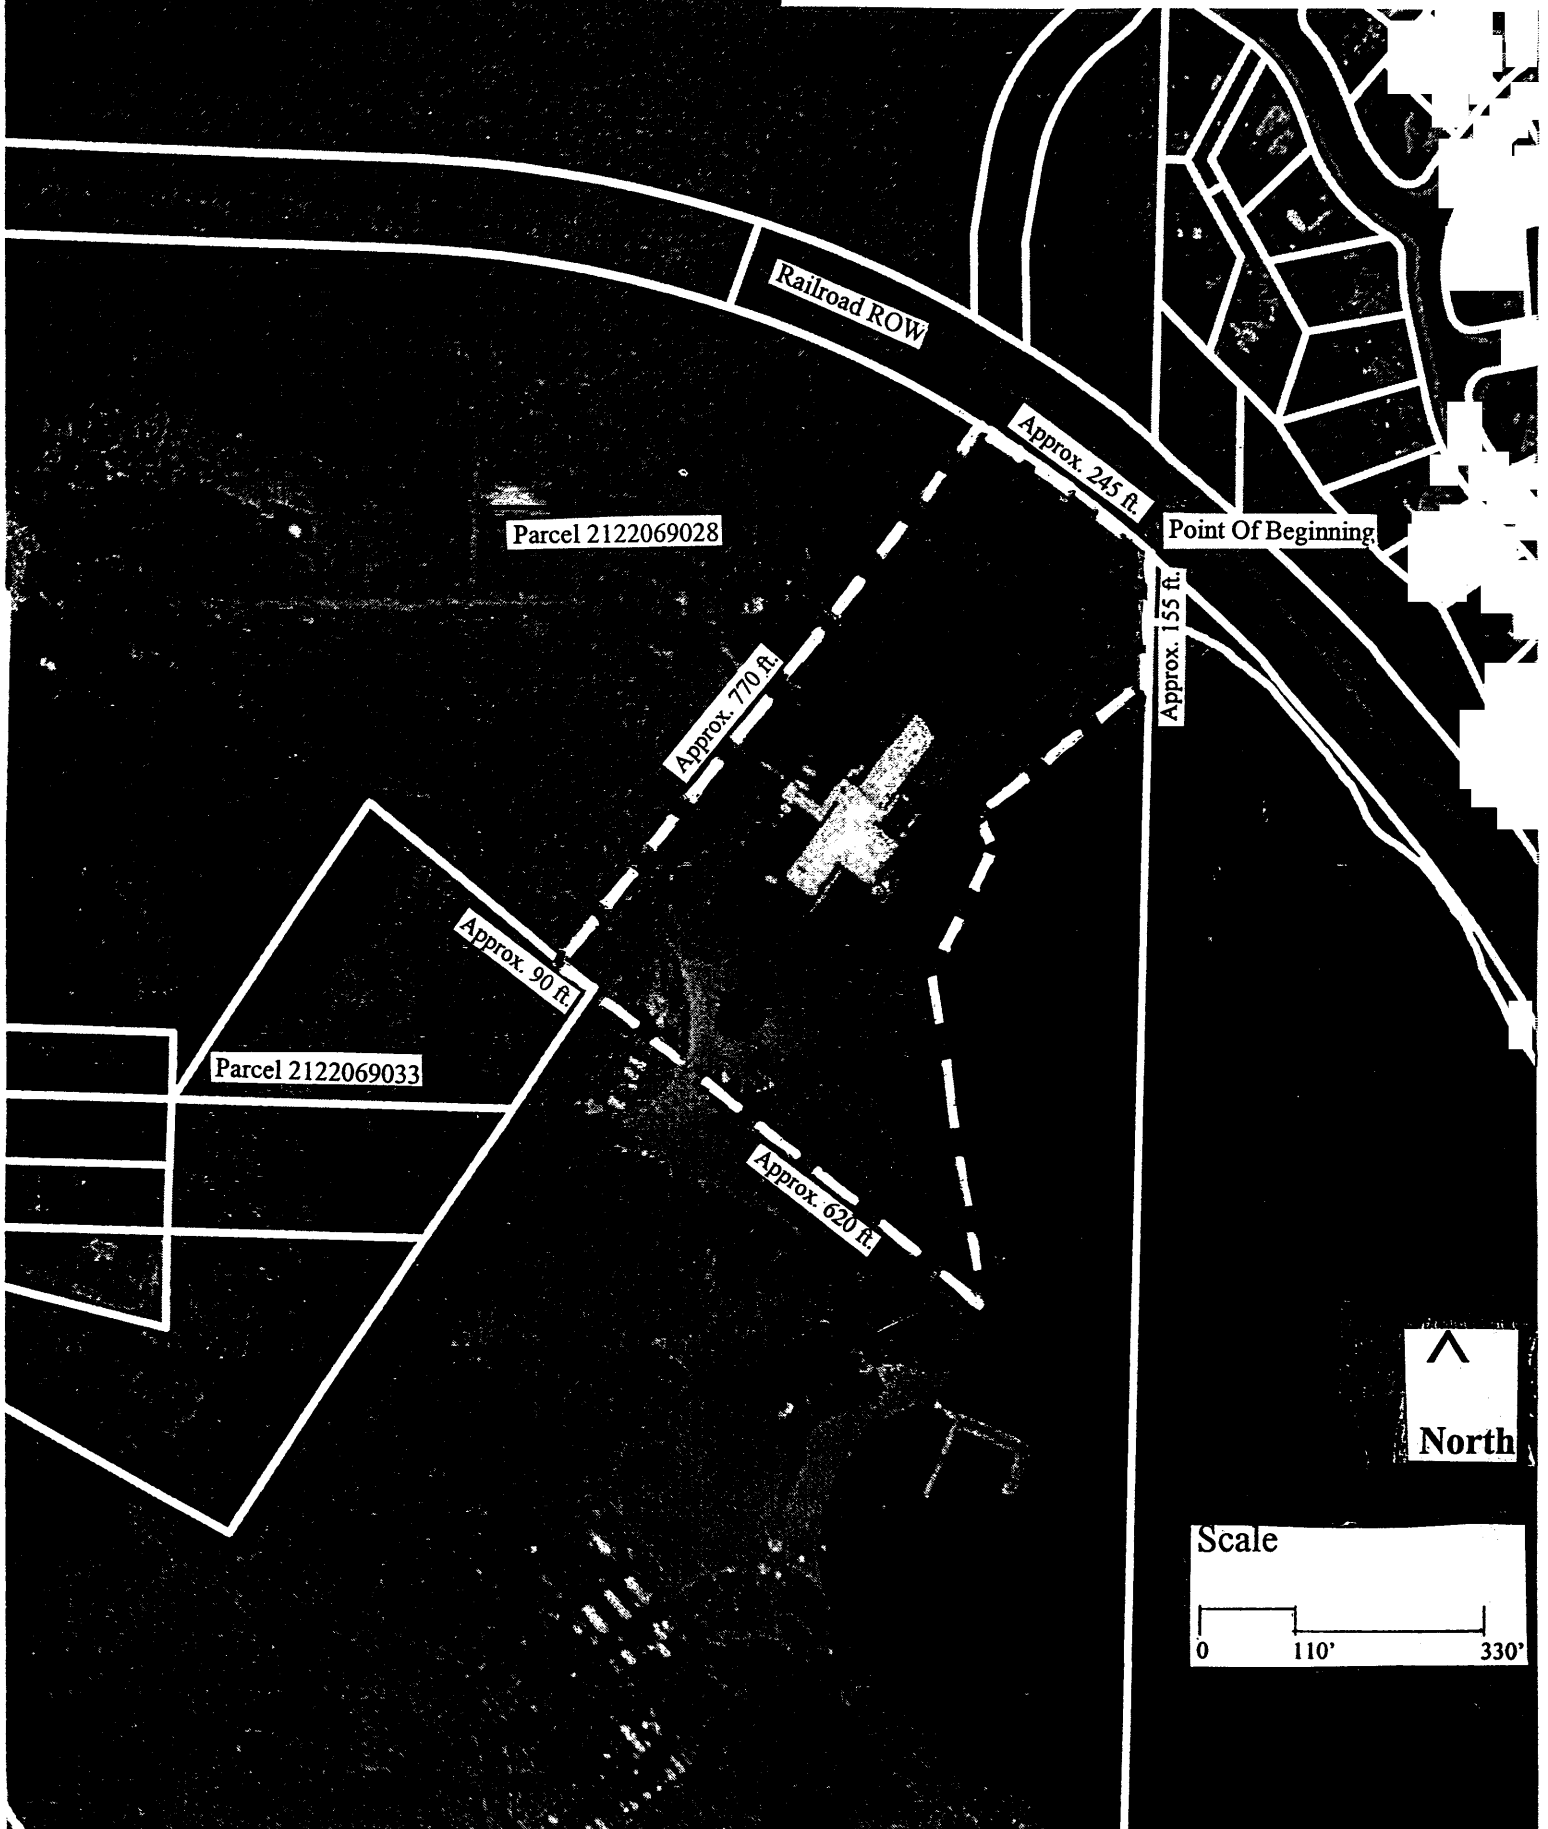 Railroad ROW
Approx. 245 ft.
Parcel 2122069028
Point Of Beginning
Approx. 155 ft.
Approx. 770 ft.
Approx. 90 ft.
Parcel 2122069033
Approx. 620 ft.
North
Scale
0 110' 330'